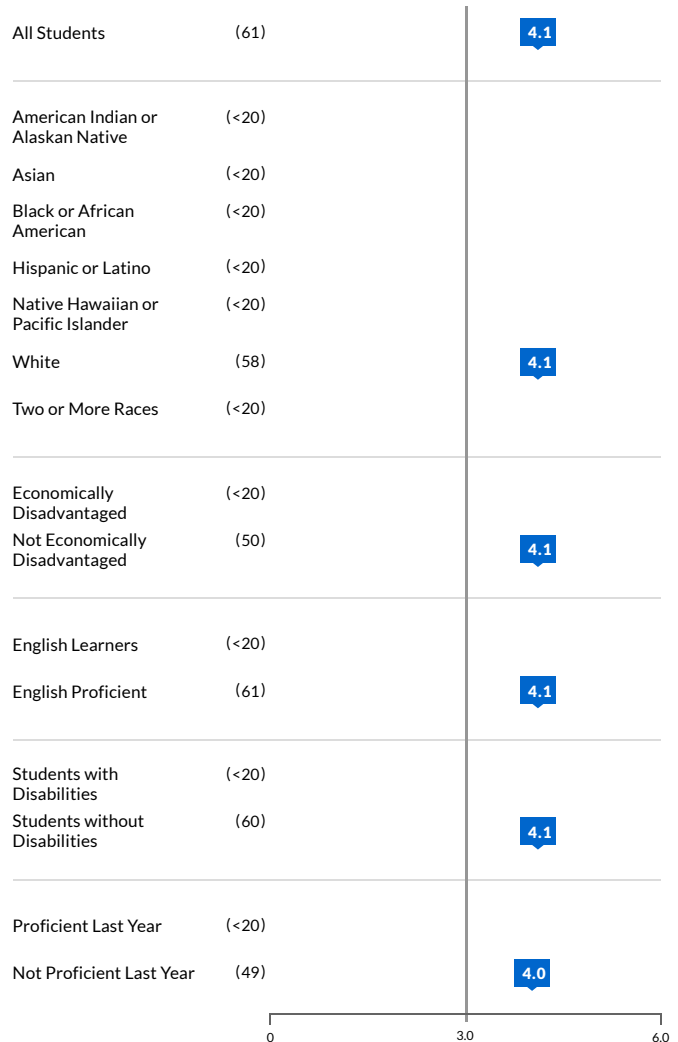 All Students (61) 4.1
American Indian or (<20)
Alaskan Native
Asian (<20)
Black or African (<20)
American
Hispanic or Latino (<20)
Native Hawaiian or (<20)
Pacific Islander
White (58) 4.1
Two or More Races (<20)
Economically (<20)
Disadvantaged
Not Economically (50) 4.1
Disadvantaged
English Learners (<20)
English Proficient (61) 4.1
Students with (<20)
Disabilities
Students without (60) 4.1
Disabilities
Proficient Last Year (<20)
Not Proficient Last Year (49) 4.0
0 3.0 6.0